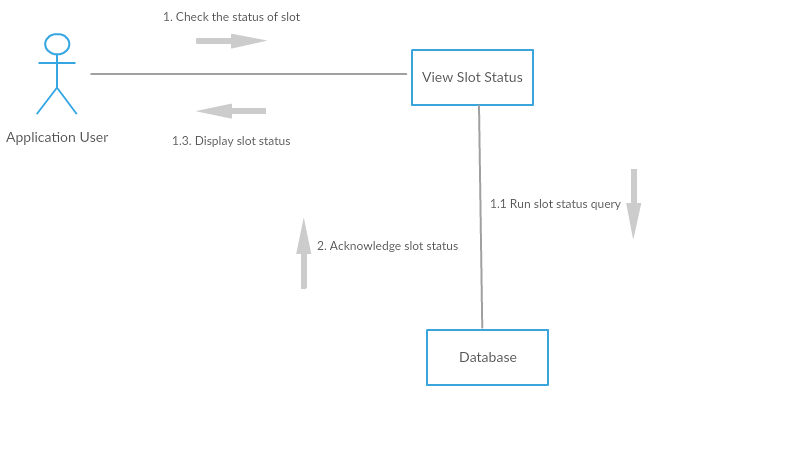 1. Check the status of slot
View Slot Status
Application User
1.3. Display slot status
1.1 Run slot status query
2. Acknowledge slot status
Database